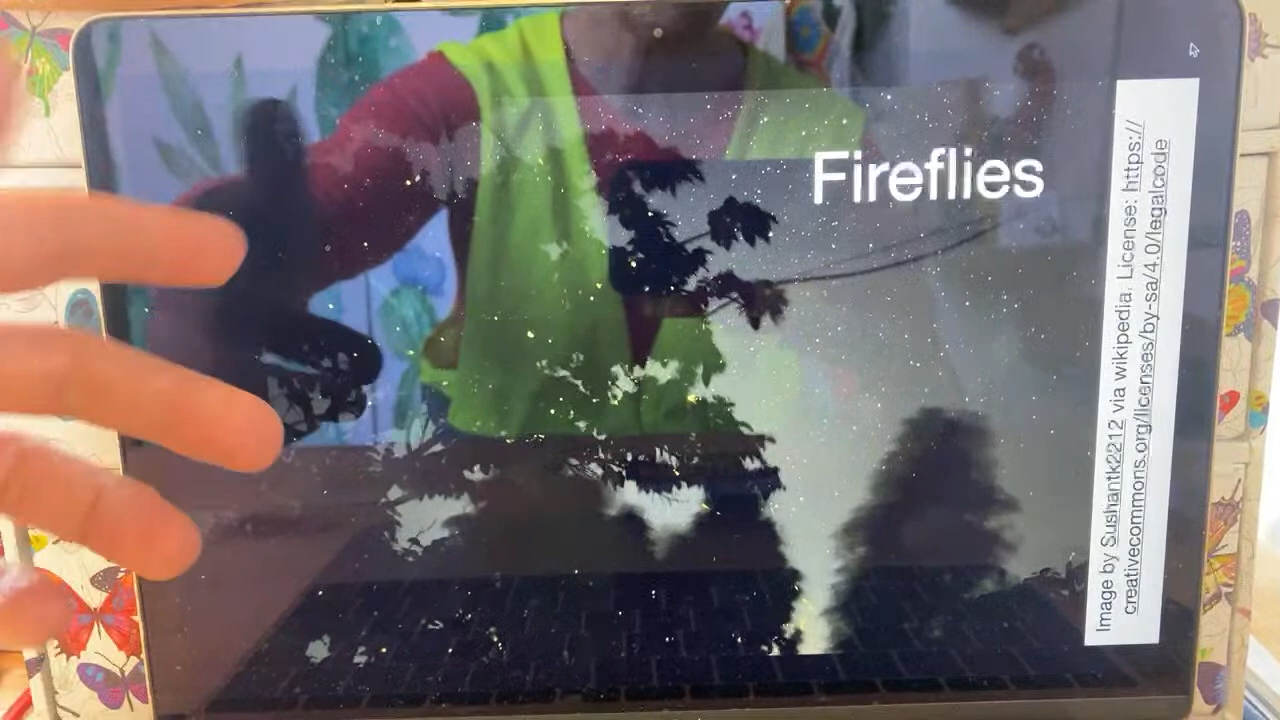 Fireflies
Image by Sushantk2212 via wikipedia, License: https://
creativecommons.org/licenses/by-sa/4.0/legalcode